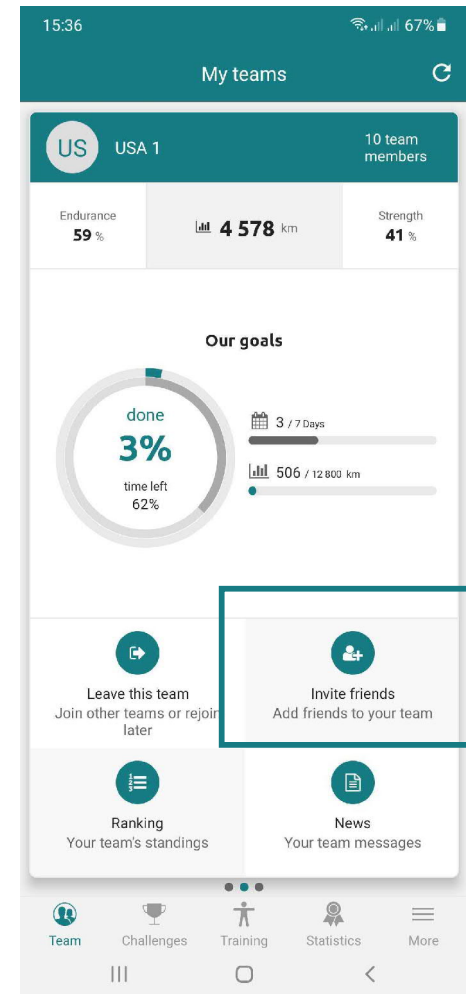 15:36
67%
My teams
US
USA 1
10 team
members
Endurance
59 %
4 578 km
Strength
41 %
Our goals
done
3%
time left
62%
3 / 7 Days
506 / 12 800 km
Leave this team
Join other teams or rejoin
later
Invite friends
Add friends to your team
Ranking
Your team's standings
News
Your team messages
Team
Challenges
Training
Statistics
More